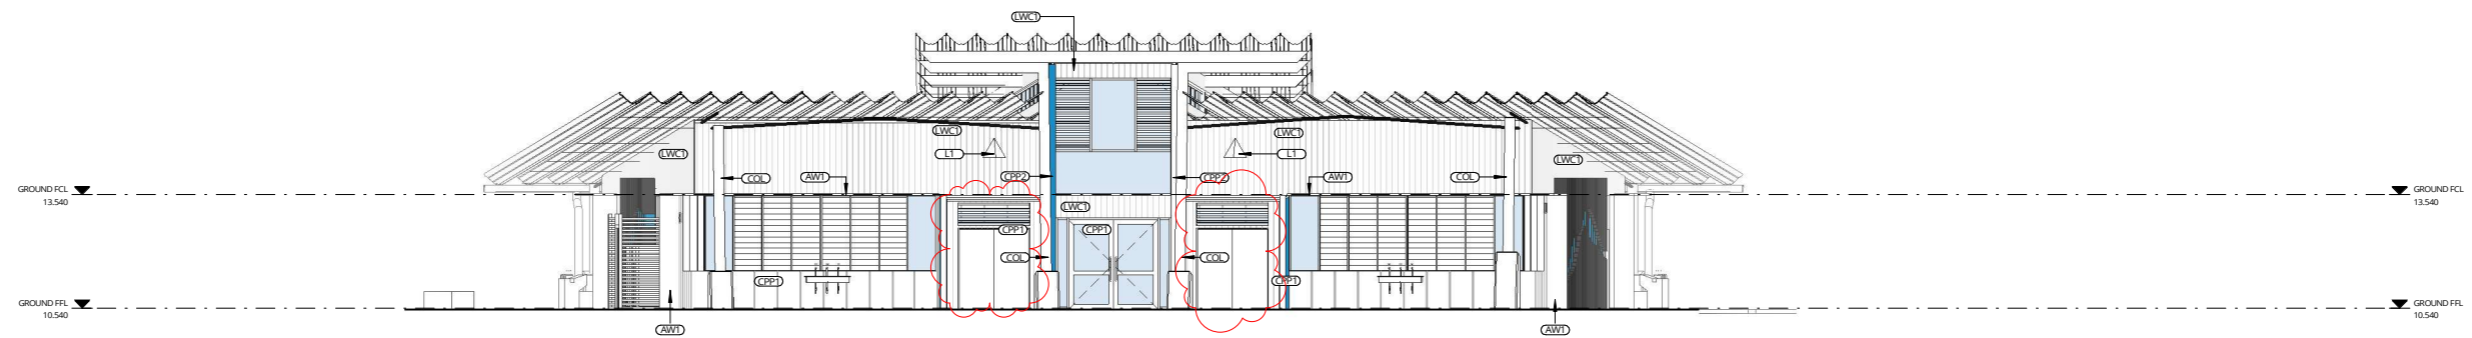 LWC1
LWC1
LWC1
L1
L1
LWC1
LWC1
COL
AW1
CPP2
CPP2
AW1
COL
GROUND FCL
13.540
GROUND FCL
13.540
LWC1
CPP1
CPP1
COL
COL
CPP1
CPP1
GROUND FFL
10.540
GROUND FFL
10.540
AW1
AW1